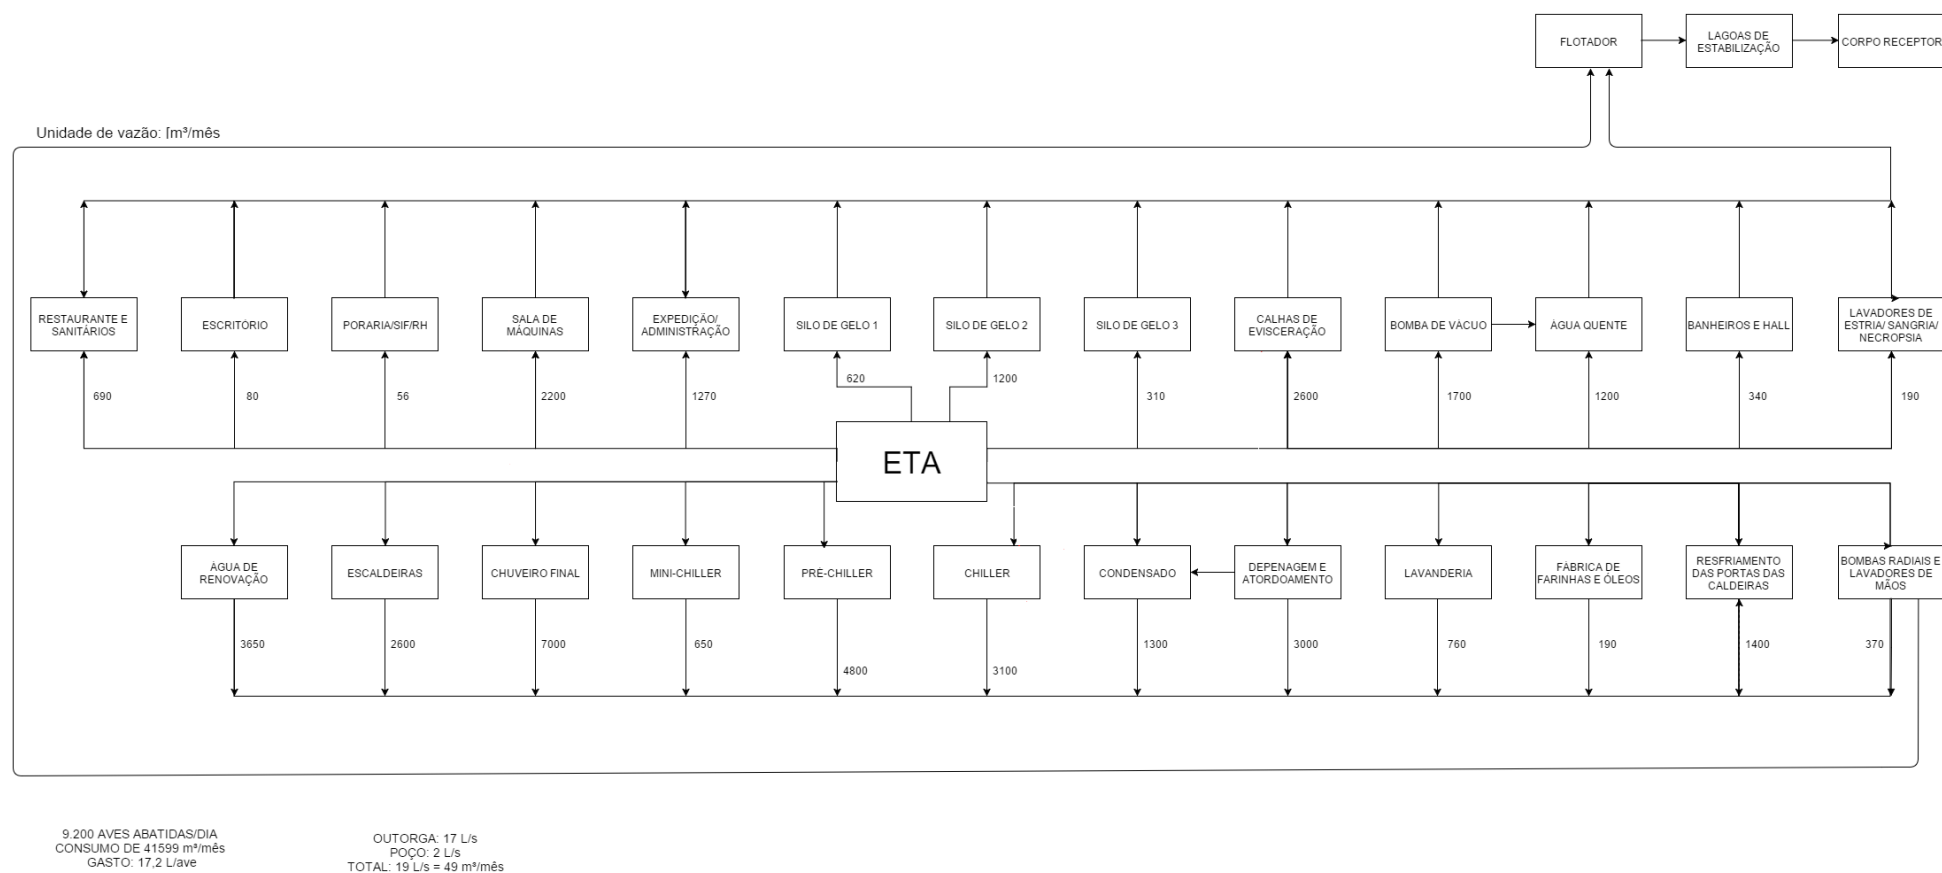 FLOTADOR
LAGOAS DE
ESTABILIZAÇÃO
CORPO RECEPTOR
Unidade de vazão: [m³/mês
RESTAURANTE E
SANITÁRIOS
ESCRITÓRIO
PORARIA/SIF/RH
SALA DE
MÁQUINAS
EXPEDIÇÃO/
ADMINISTRAÇÃO
SILO DE GELO 1
SILO DE GELO 2
SILO DE GELO 3
CALHAS DE
EVISCERAÇÃO
BOMBA DE VÁCUO
ÁGUA QUENTE
BANHEIROS E HALL
LAVADORES DE
ESTRIA/ SANGRIA/
NECROPSIA
690
80
56
2200
1270
620
1200
310
2600
1700
1200
340
190
ETA
ÁGUA DE
RENOVAÇÃO
ESCALDEIRAS
CHUVEIRO FINAL
MINI-CHILLER
PRÉ-CHILLER
CHILLER
CONDENSADO
DEPENAGEM E
ATORDOAMENTO
LAVANDERIA
FÁBRICA DE
FARINHAS E ÓLEOS
RESFRIAMENTO
DAS PORTAS DAS
CALDEIRAS
BOMBAS RADIAIS E
LAVADORES DE
MÃOS
3650
2600
7000
650
4800
3100
1300
3000
760
190
1400
370
9.200 AVES ABATIDAS/DIA
CONSUMO DE 41599 m³/mês
GASTO: 17,2 L/ave
OUTORGA: 17 L/s
POÇO: 2 L/s
TOTAL: 19 L/s = 49 m³/mês